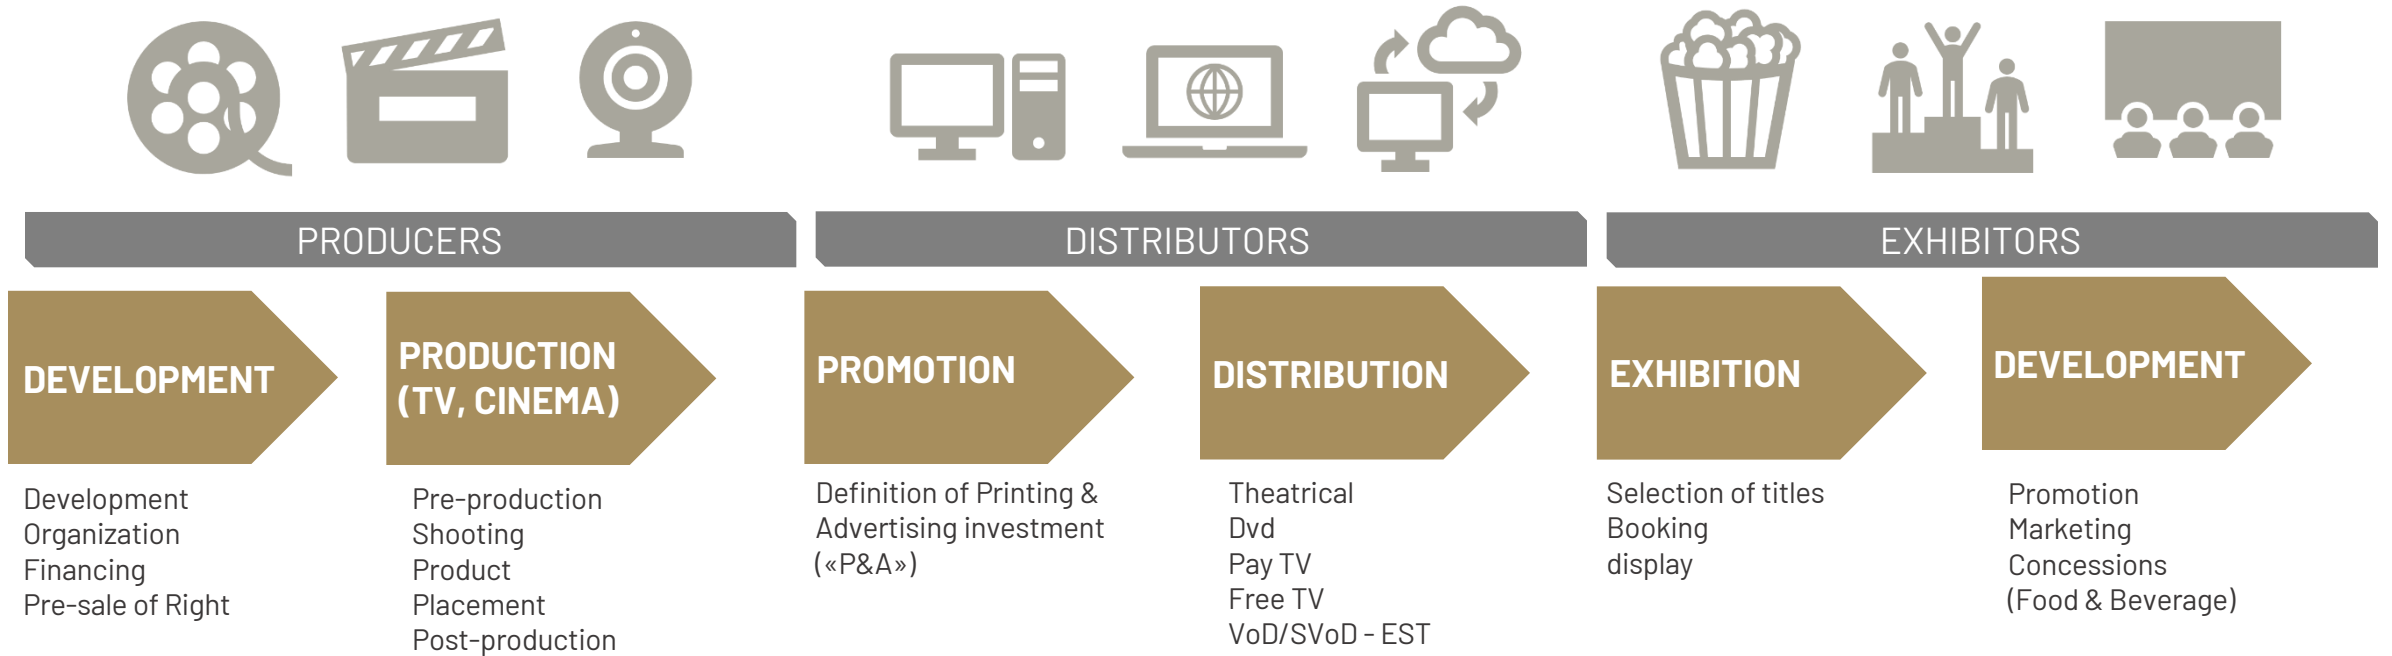 PRODUCERS
DISTRIBUTORS
EXHIBITORS
DEVELOPMENT
PRODUCTION
(TV, CINEMA)
PROMOTION
DISTRIBUTION
EXHIBITION
DEVELOPMENT
Development
Organization
Financing
Pre-sale of Right
Pre-production
Shooting
Product
Placement
Post-production
Definition of Printing &
Advertising investment
(«P&A»)
Theatrical
Dvd
Pay TV
Free TV
VoD/SVoD - EST
Selection of titles
Booking
display
Promotion
Marketing
Concessions
(Food & Beverage)